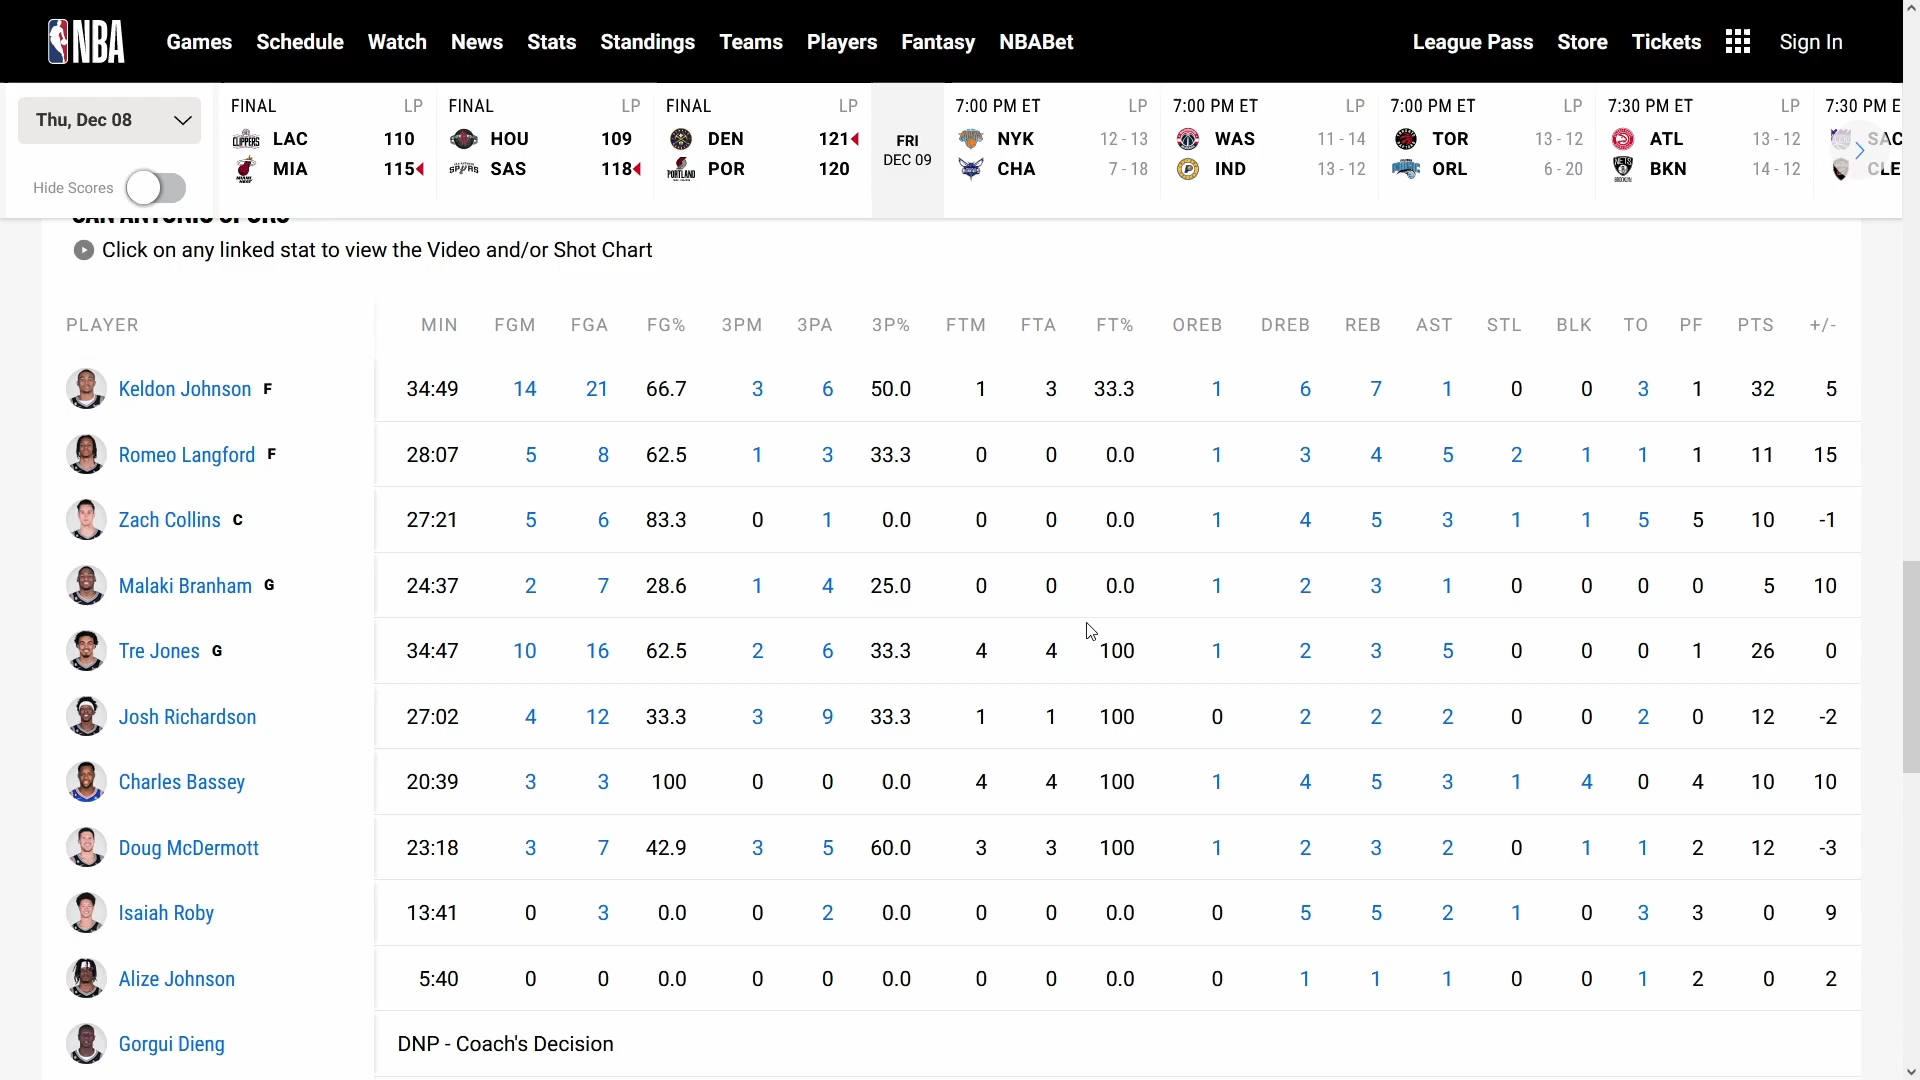 NBA Games Schedule Watch News Stats Standings Teams Players Fantasy NBABet League Pass Store Tickets Sign In
Thu, Dec 08
Hide Scores
FINAL LP
LAC 110
MIA 115
FINAL LP
HOU 109
SAS 118
FINAL LP
DEN 121
POR 120
FRI
DEC 09
7:00 PM ET LP
NYK 12 - 13
CHA 7 - 18
7:00 PM ET LP
WAS 11 - 14
IND 13 - 12
7:00 PM ET LP
TOR 13 - 12
ORL 6 - 20
7:30 PM ET LP
ATL 13 - 12
BKN 14 - 12
7:30 PM E
SAC
CLE
SAN ANTONIO SPURS
Click on any linked stat to view the Video and/or Shot Chart
PLAYER MIN FGM FGA FG% 3PM 3PA 3P% FTM FTA FT% OREB DREB REB AST STL BLK TO PF PTS +/-
Keldon Johnson F 34:49 14 21 66.7 3 6 50.0 1 3 33.3 1 6 7 1 0 0 3 1 32 5
Romeo Langford F 28:07 5 8 62.5 1 3 33.3 0 0 0.0 1 3 4 5 2 1 1 1 11 15
Zach Collins C 27:21 5 6 83.3 0 1 0.0 0 0 0.0 1 4 5 3 1 1 5 5 10 -1
Malaki Branham G 24:37 2 7 28.6 1 4 25.0 0 0 0.0 1 2 3 1 0 0 0 0 5 10
Tre Jones G 34:47 10 16 62.5 2 6 33.3 4 4 100 1 2 3 5 0 0 0 1 26 0
Josh Richardson 27:02 4 12 33.3 3 9 33.3 1 1 100 0 2 2 2 0 0 2 0 12 -2
Charles Bassey 20:39 3 3 100 0 0 0.0 4 4 100 1 4 5 3 1 4 0 4 10 10
Doug McDermott 23:18 3 7 42.9 3 5 60.0 3 3 100 1 2 3 2 0 1 1 2 12 -3
Isaiah Roby 13:41 0 3 0.0 0 2 0.0 0 0 0.0 0 5 5 2 1 0 3 3 0 9
Alize Johnson 5:40 0 0 0.0 0 0 0.0 0 0 0.0 0 1 1 1 0 0 1 2 0 2
Gorgui Dieng DNP - Coach's Decision